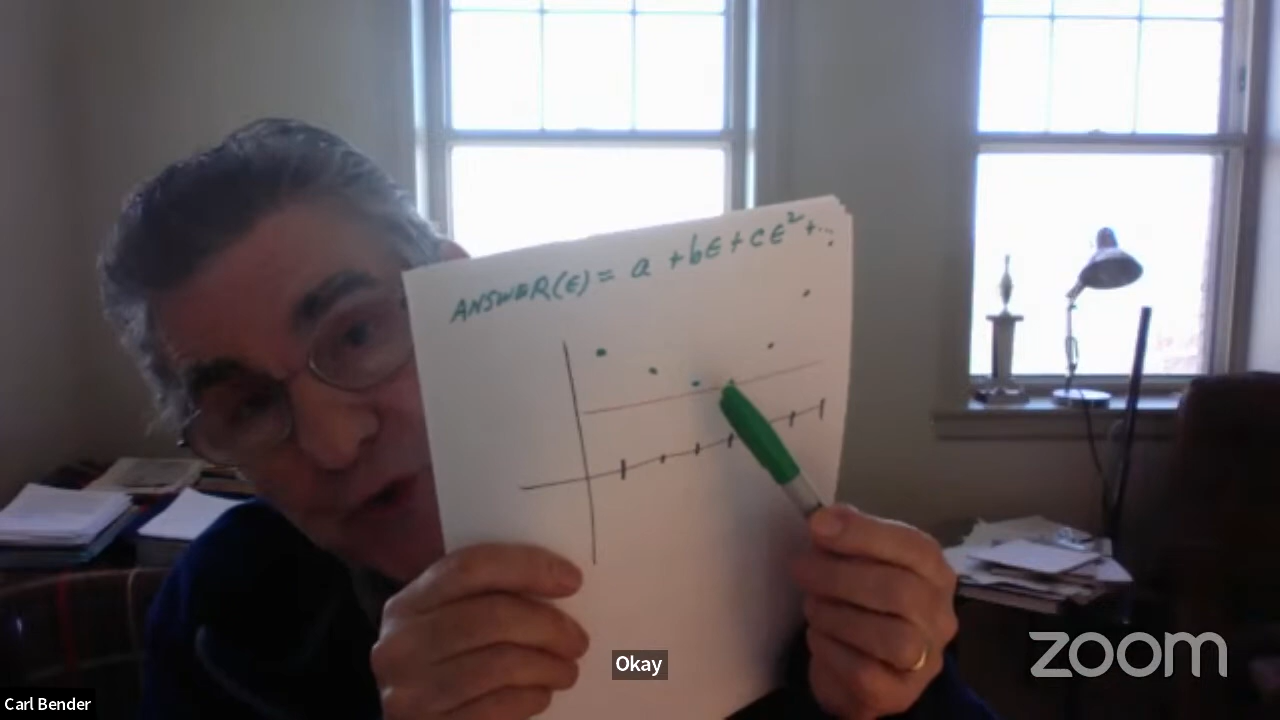 ANSWER(ϵ) = a + bϵ + cϵ² + ...
Okay
zoom
Carl Bender